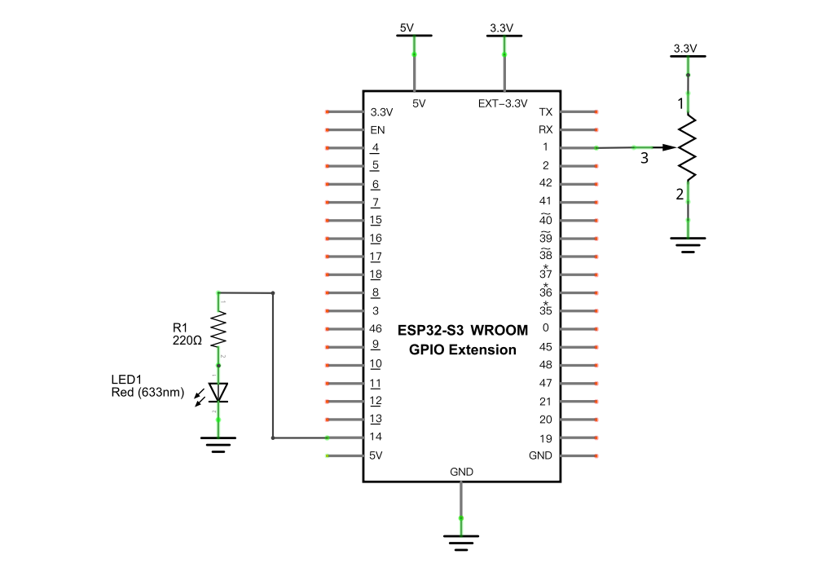 5V
3.3V
3.3V
5V
EXT-3.3V
3.3V
EN
4
5
6
7
15
16
17
18
8
3
46
9
10
11
12
13
14
5V
TX
RX
1
2
42
41
~40
~39
~38
*37
*36
*35
0
45
48
47
21
20
19
GND
ESP32-S3 WROOM
GPIO Extension
GND
1
3
2
R1
220Ω
1
2
LED1
Red (633nm)